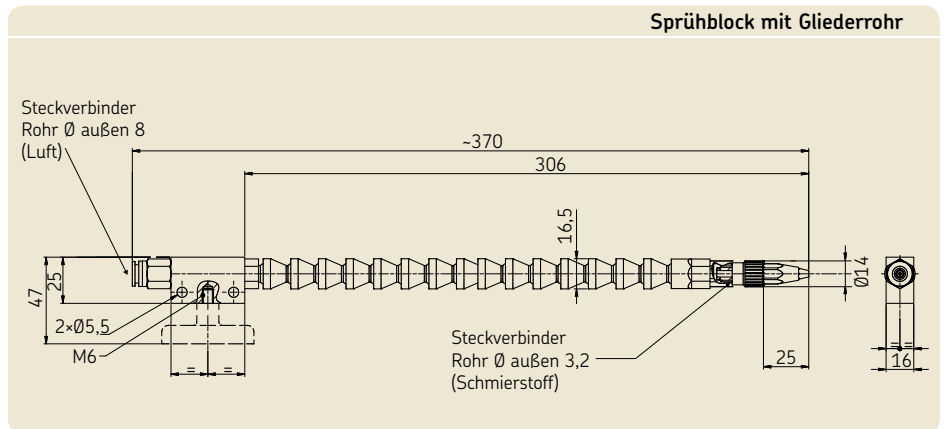 Sprühblock mit Gliederrohr
Steckverbinder
Rohr Ø außen 8
(Luft)
~370
306
16,5
25
47
Ø14
2×Ø5,5
M6
= =
Steckverbinder
Rohr Ø außen 3,2
(Schmierstoff)
25
= =
16